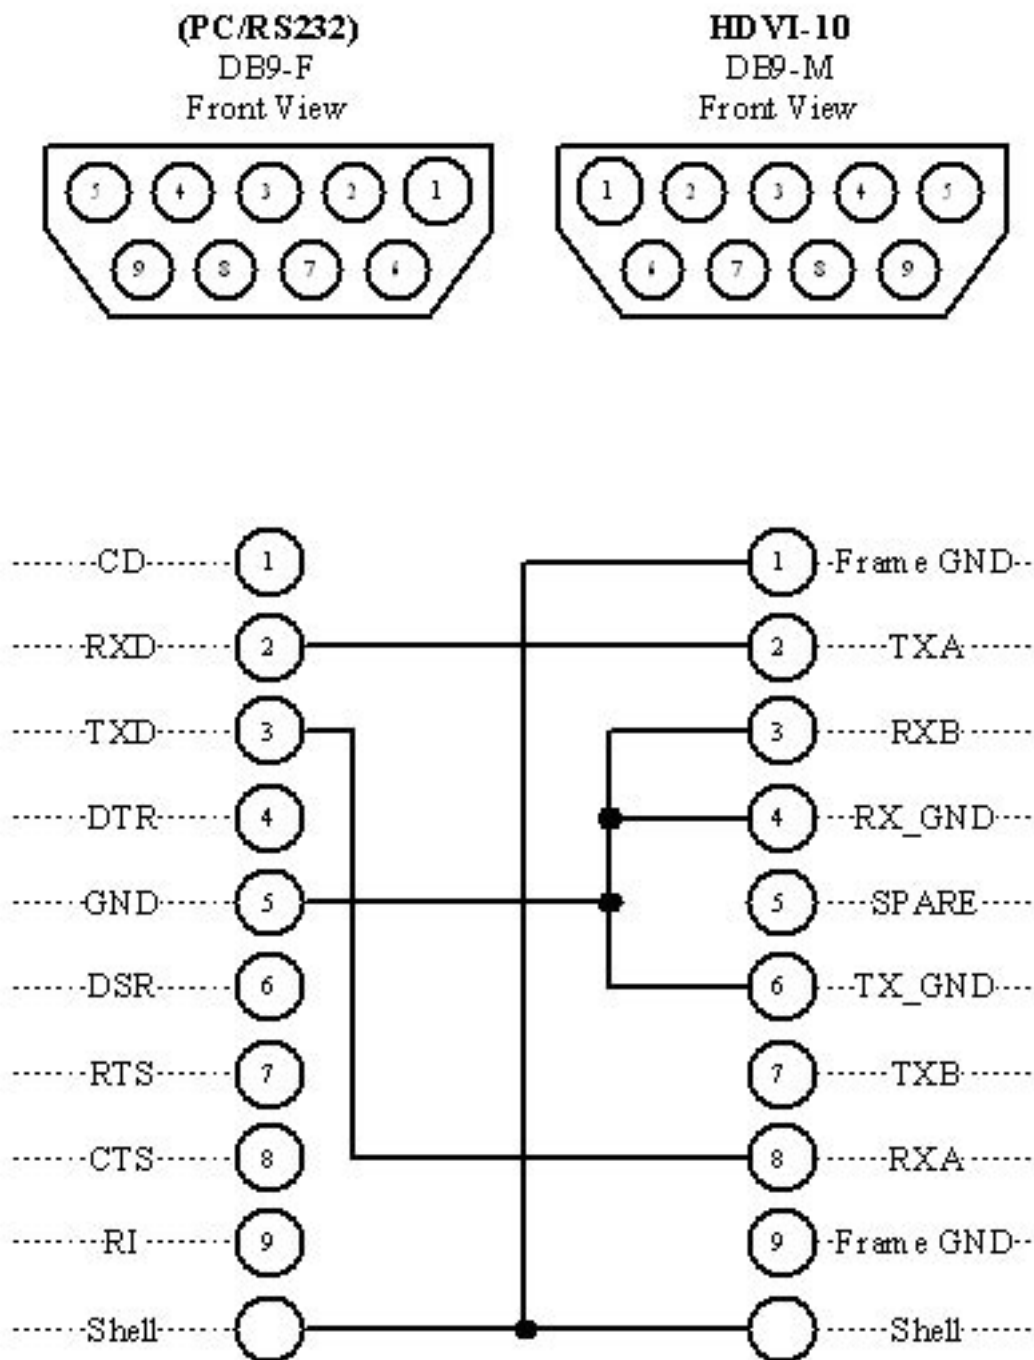 (PC/RS232) HDVI-10
DB9-F DB9-M
Front View Front View
5 4 3 2 1 1 2 3 4 5
9 8 7 6 6 7 8 9
CD 1 1 Frame GND
RXD 2 2 TXA
TXD 3 3 RXB
DTR 4 4 RX_GND
GND 5 5 SPARE
DSR 6 6 TX_GND
RTS 7 7 TXB
CTS 8 8 RXA
RI 9 9 Frame GND
Shell Shell